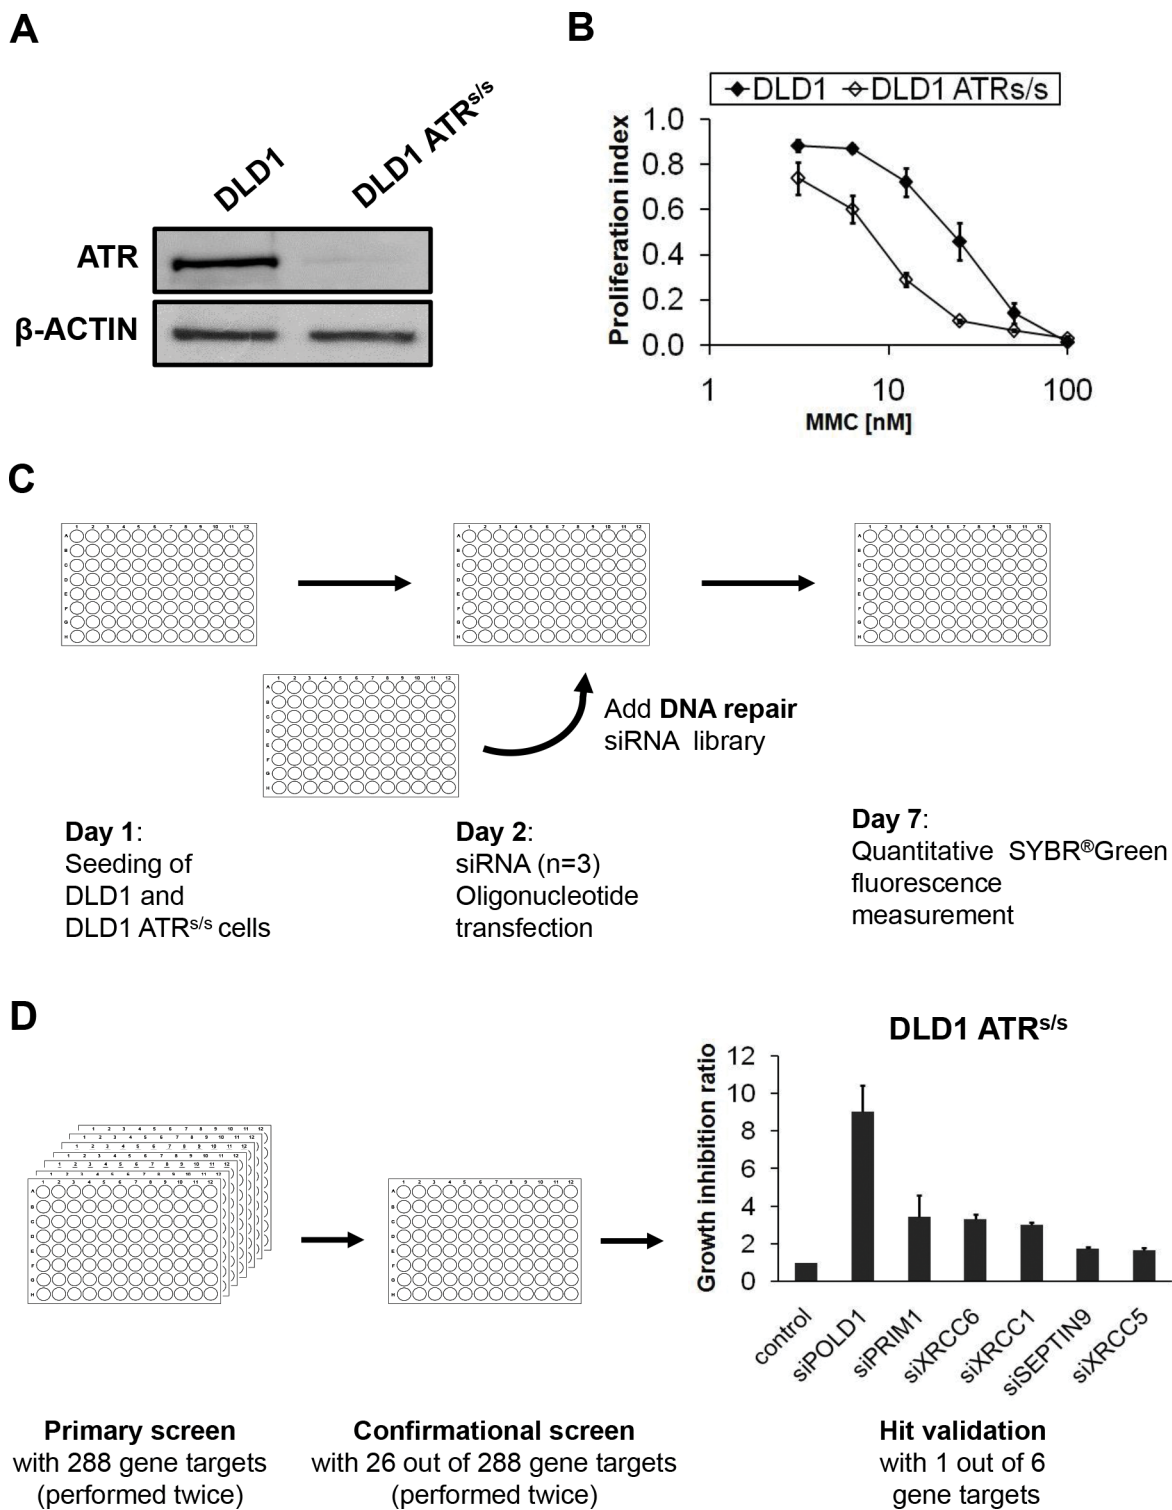 A
DLD1
DLD1 ATRs/s
ATR
β-ACTIN
B
DLD1 DLD1 ATRs/s
Proliferation index
1.0
0.8
0.6
0.4
0.2
0.0
1 10 100
MMC [nM]
C
Add DNA repair
siRNA library
Day 1:
Seeding of
DLD1 and
DLD1 ATRs/s cells
Day 2:
siRNA (n=3)
Oligonucleotide
transfection
Day 7:
Quantitative SYBR®Green
fluorescence
measurement
D
DLD1 ATRs/s
Growth inhibition ratio
12
10
8
6
4
2
0
control
siPOLD1
siPRIM1
siXRCC6
siXRCC1
siSEPTIN9
siXRCC5
Primary screen
with 288 gene targets
(performed twice)
Confirmational screen
with 26 out of 288 gene targets
(performed twice)
Hit validation
with 1 out of 6
gene targets